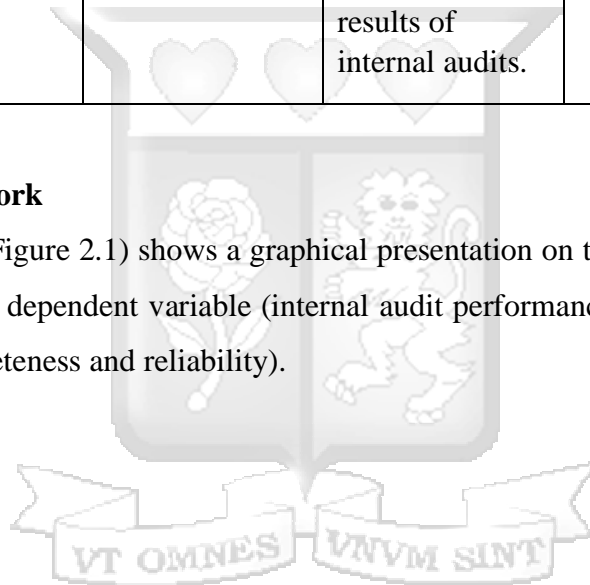 results of
internal audits.
ork
Figure 2.1) shows a graphical presentation on t
dependent variable (internal audit performanc
eteness and reliability).
VT OMNES VNVM SINT